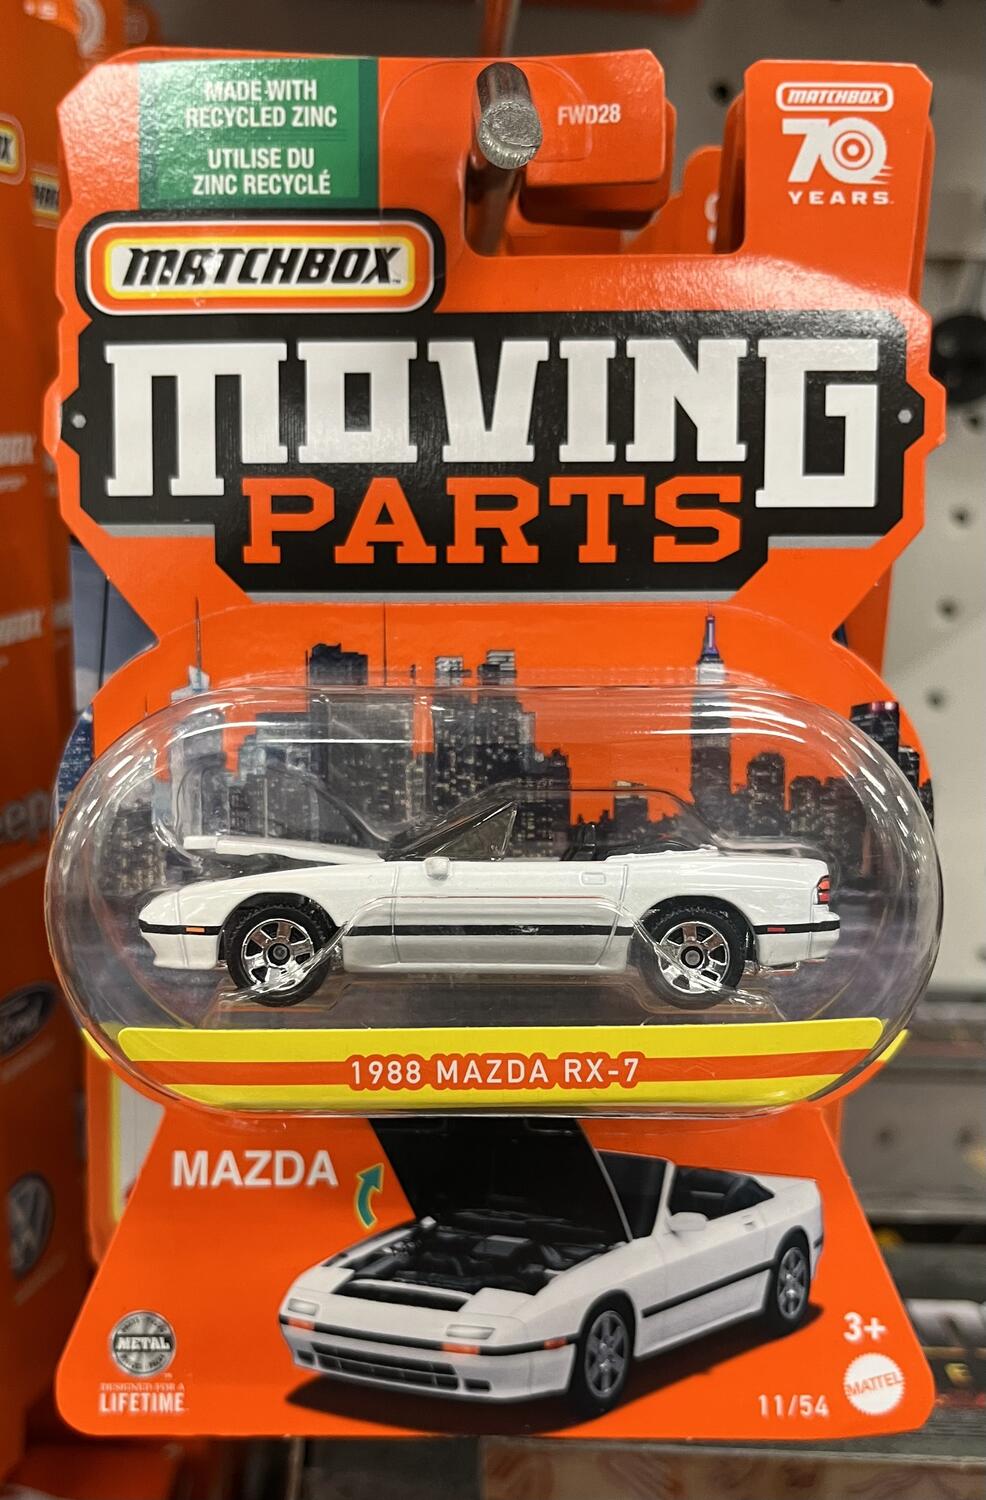 MADE WITH
RECYCLED ZINC
UTILISE DU
ZINC RECYCLÉ
FWD28
MATCHBOX
70
YEARS
MATCHBOX
MOVING
PARTS
1988 MAZDA RX-7
MAZDA
METAL
DESIGNED FOR A
LIFETIME
3+
MATTEL
11/54